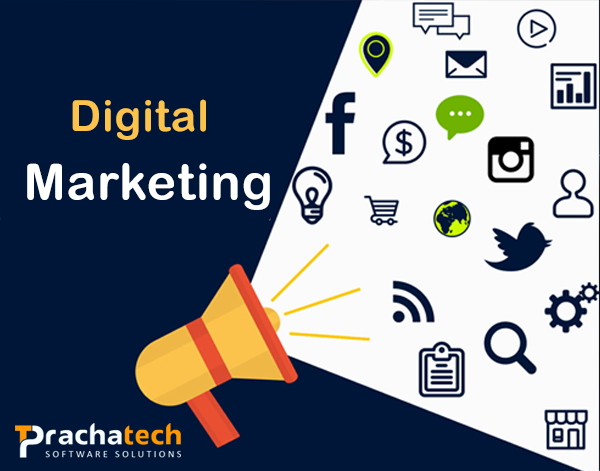 Digital
Marketing
Prachatech
SOFTWARE SOLUTIONS